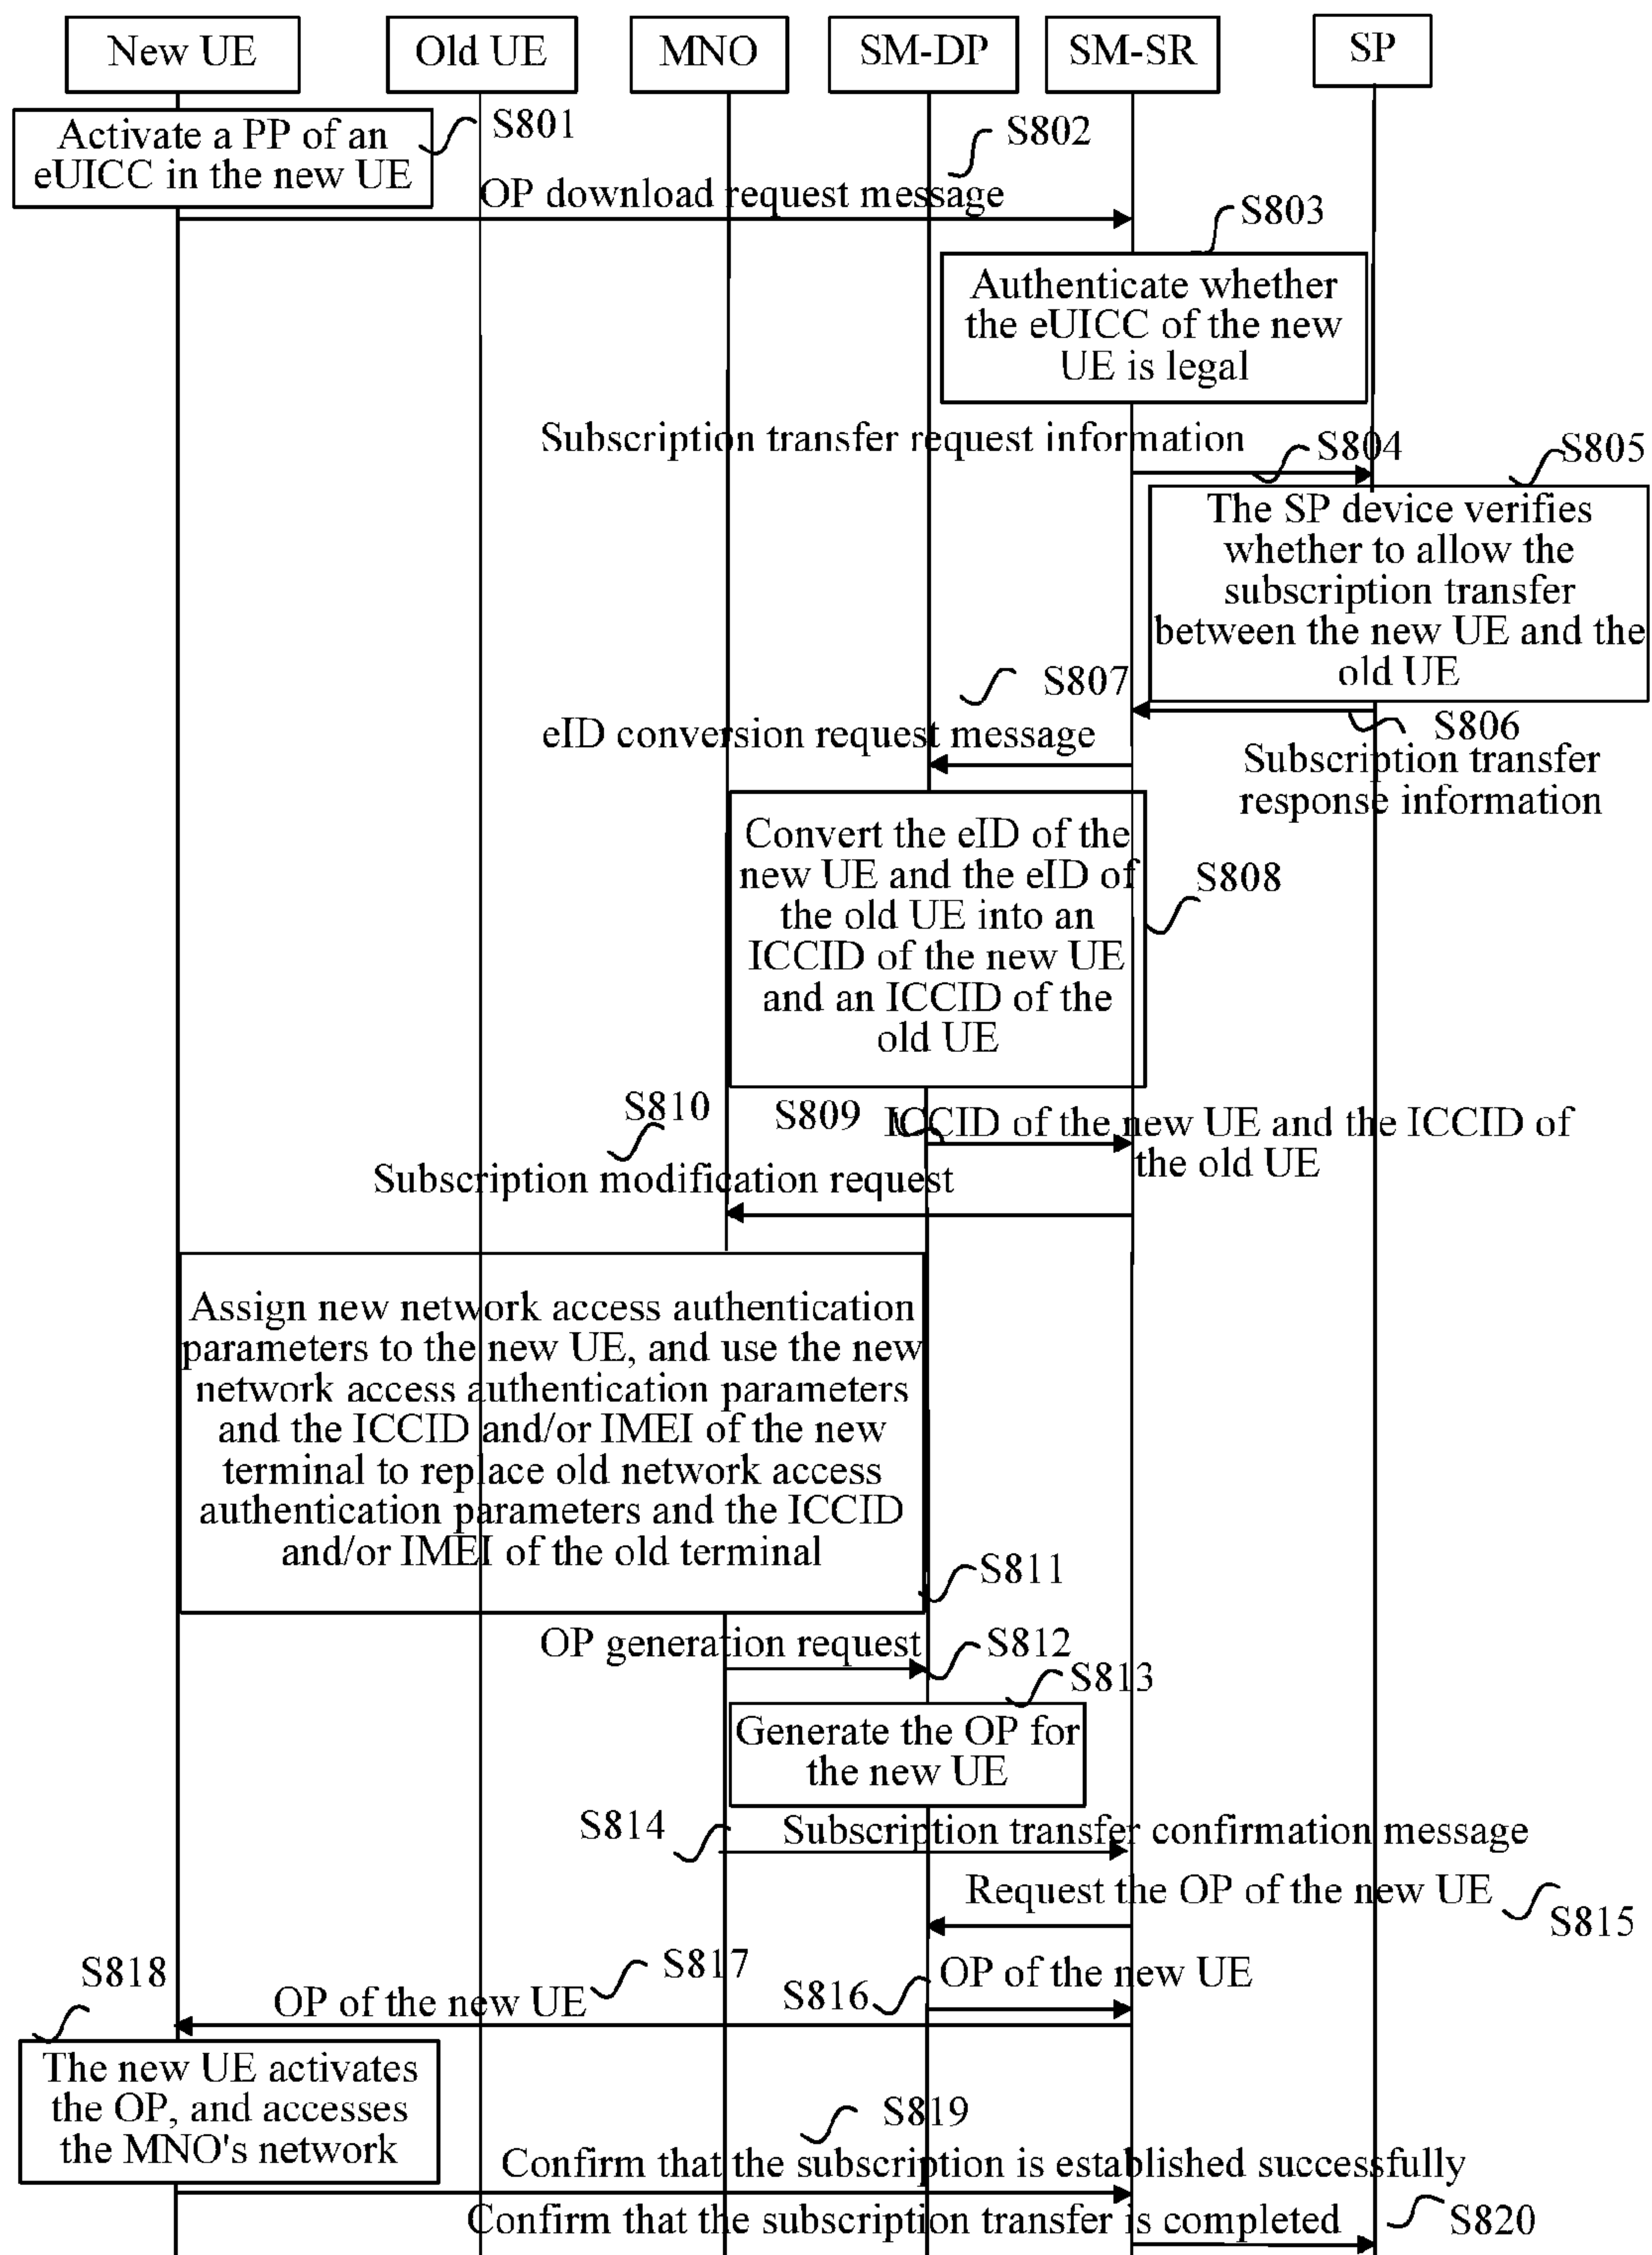 New UE
Old UE
MNO
SM-DP
SM-SR
SP
Activate a PP of an
eUICC in the new UE
S801
S802
OP download request message
S803
Authenticate whether
the eUICC of the new
UE is legal
Subscription transfer request information
S804
S805
The SP device verifies
whether to allow the
subscription transfer
between the new UE and the
old UE
S807
eID conversion request message
S806
Subscription transfer
response information
Convert the eID of the
new UE and the eID of
the old UE into an
ICCID of the new UE
and an ICCID of the
old UE
S808
S810
S809
ICCID of the new UE and the ICCID of
the old UE
Subscription modification request
Assign new network access authentication
parameters to the new UE, and use the new
network access authentication parameters
and the ICCID and/or IMEI of the new
terminal to replace old network access
authentication parameters and the ICCID
and/or IMEI of the old terminal
S811
OP generation request
S812
S813
Generate the OP for
the new UE
S814
Subscription transfer confirmation message
Request the OP of the new UE
S815
S818
S817
OP of the new UE
S816
OP of the new UE
The new UE activates
the OP, and accesses
the MNO's network
S819
Confirm that the subscription is established successfully
Confirm that the subscription transfer is completed
S820